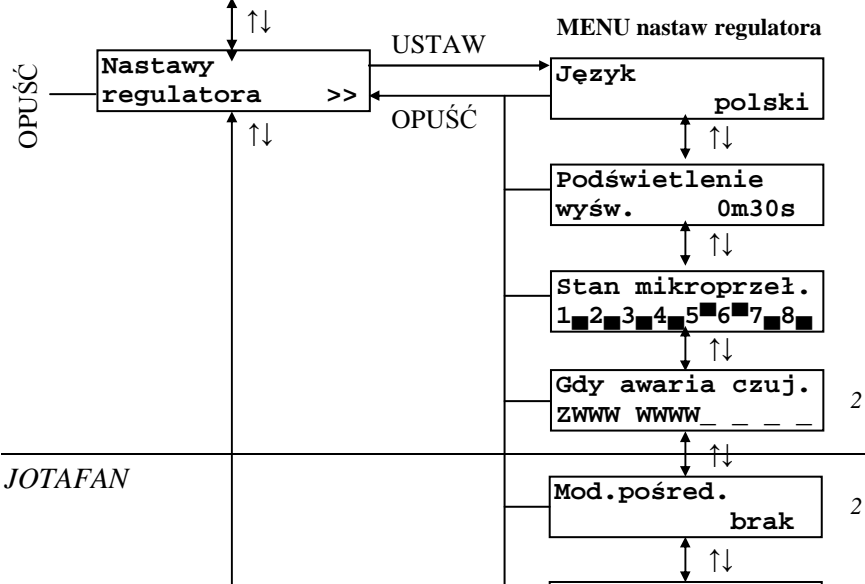 ↑↓
MENU nastaw regulatora
USTAW
OPUŚĆ
Nastawy
regulatora >>
OPUŚĆ
↑↓
Język
polski
↑↓
Podświetlenie
wyśw. 0m30s
↑↓
Stan mikroprzeł.
1▄2▄3▄4▄5▀6▀7▄8▄
↑↓
Gdy awaria czuj.
ZWWW WWWW_ _ _ _
2
↑↓
JOTAFAN
Mod.pośred.
brak
2
↑↓